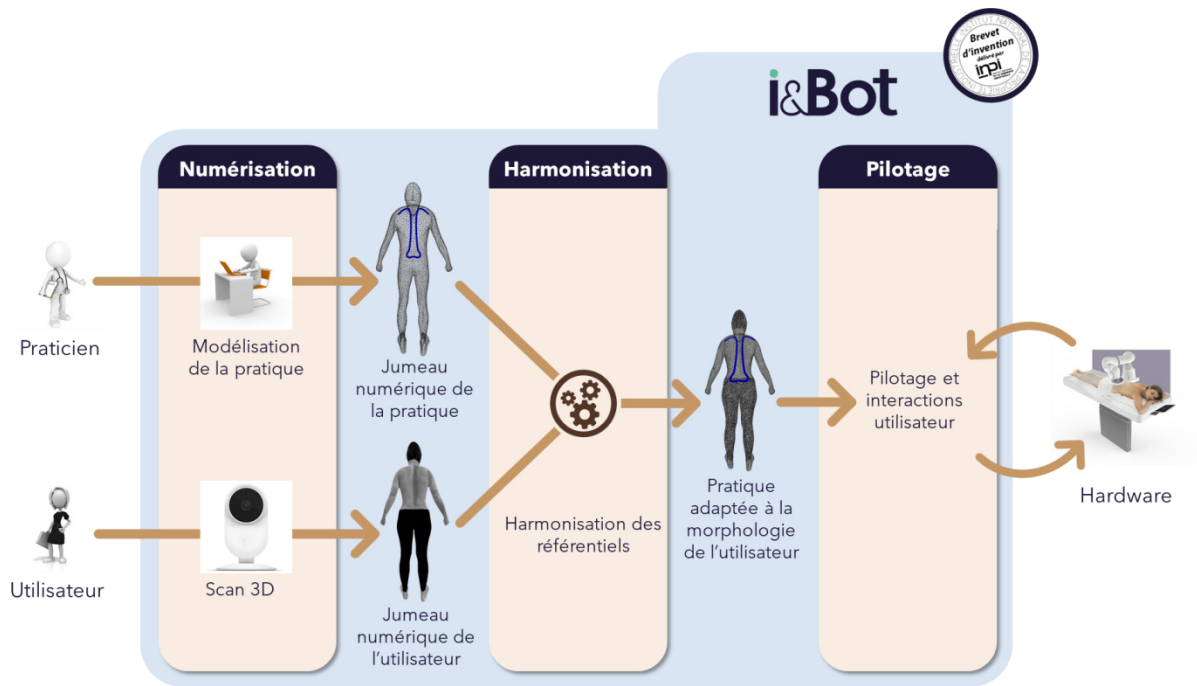 Brevet
d'invention
délivré par
inpi
i&Bot
Numérisation
Harmonisation
Pilotage
Praticien
Modélisation
de la pratique
Jumeau
numérique de
la pratique
Pilotage et
interactions
utilisateur
Hardware
Utilisateur
Scan 3D
Jumeau
numérique de
l'utilisateur
Harmonisation des
référentiels
Pratique
adaptée à la
morphologie
de l'utilisateur